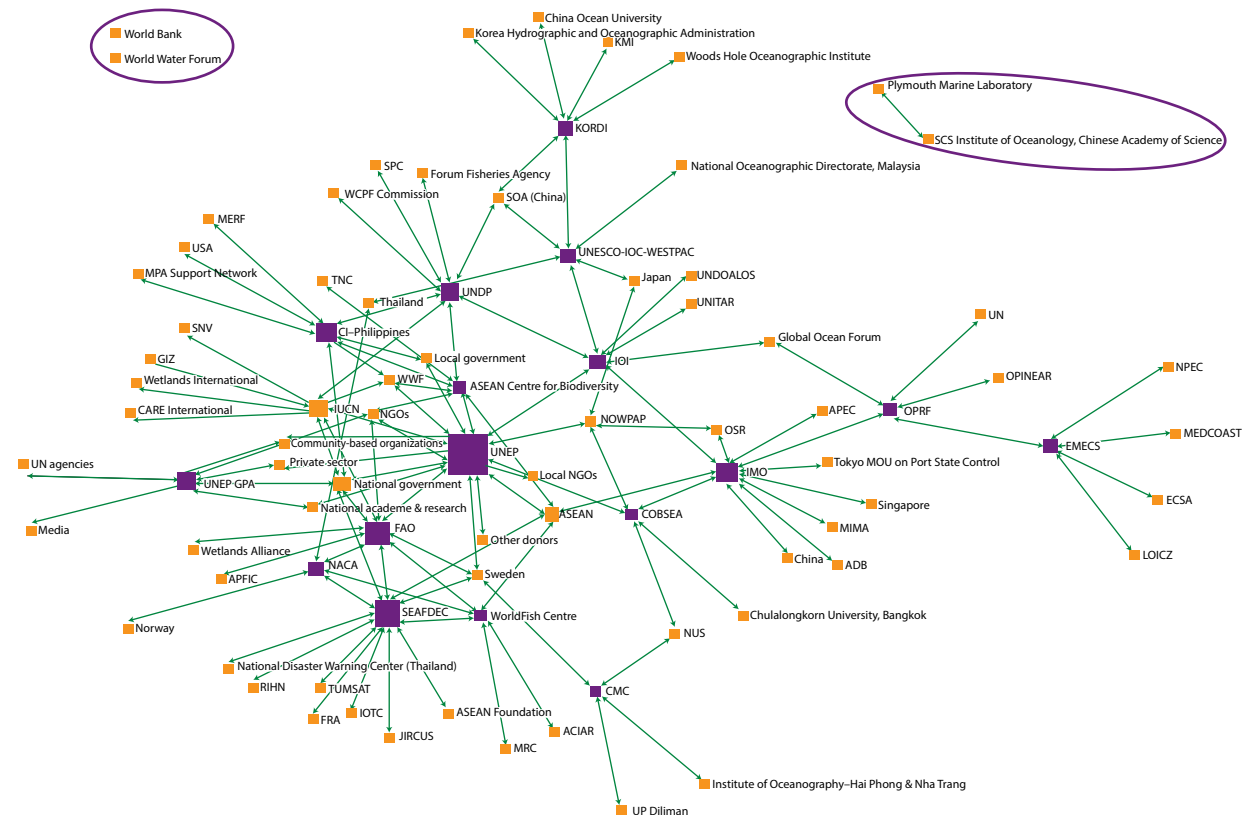 China Ocean University
World Bank
Korea Hydrographic and Oceanographic Administration
KMI
World Water Forum
Woods Hole Oceanographic Institute
Plymouth Marine Laboratory
KORDI
SCS Institute of Oceanology, Chinese Academy of Science
SPC
Forum Fisheries Agency
National Oceanographic Directorate, Malaysia
WCPF Commission
SOA (China)
MERF
USA
UNESCO-IOC-WESTPAC
MPA Support Network
TNC
Japan
UNDOALOS
UNDP
Thailand
UNITAR
UN
SNV
CI–Philippines
Global Ocean Forum
GIZ
Local government
IOI
NPEC
Wetlands International
WWF
ASEAN Centre for Biodiversity
OPINEAR
CARE International
IUCN
NGOs
APEC
OPRF
NOWPAP
OSR
MEDCOAST
Community-based organizations
EMECS
UN agencies
Private sector
UNEP
Tokyo MOU on Port State Control
IMO
Local NGOs
UNEP GPA
National government
ECSA
National academe & research
Singapore
Media
FAO
ASEAN
COBSEA
MIMA
Wetlands Alliance
Other donors
LOICZ
China
ADB
NACA
APFIC
Sweden
Norway
SEAFDEC
WorldFish Centre
Chulalongkorn University, Bangkok
NUS
National Disaster Warning Center (Thailand)
RIHN
TUMSAT
CMC
FRA
IOTC
ASEAN Foundation
JIRCUS
ACIAR
MRC
Institute of Oceanography–Hai Phong & Nha Trang
UP Diliman